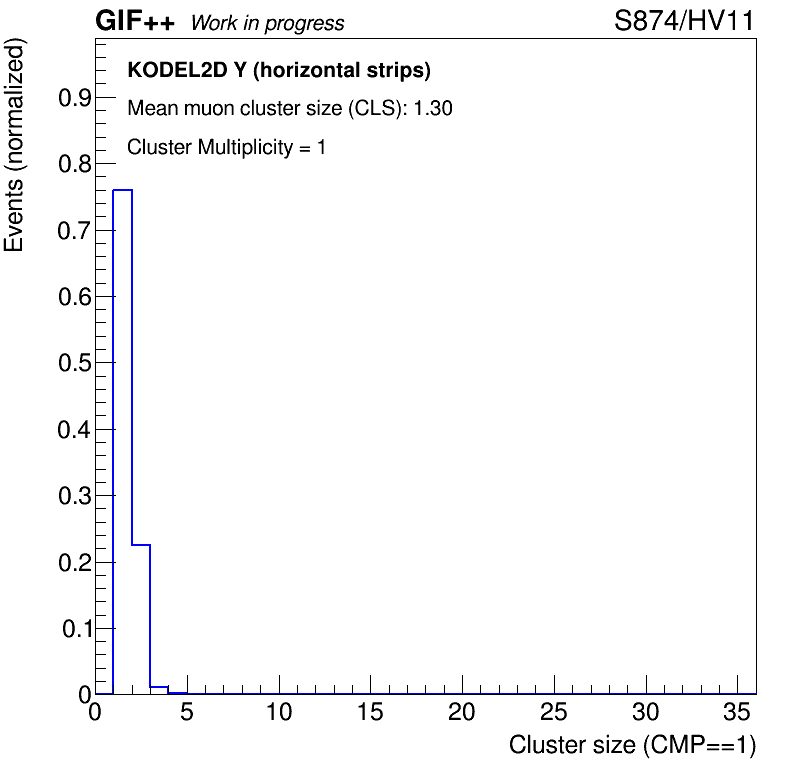 GIF++ Work in progress S874/HV11
KODEL2D Y (horizontal strips)
Mean muon cluster size (CLS): 1.30
Cluster Multiplicity = 1
Events (normalized)
0.9
0.8
0.7
0.6
0.5
0.4
0.3
0.2
0.1
0
0 5 10 15 20 25 30 35
Cluster size (CMP==1)